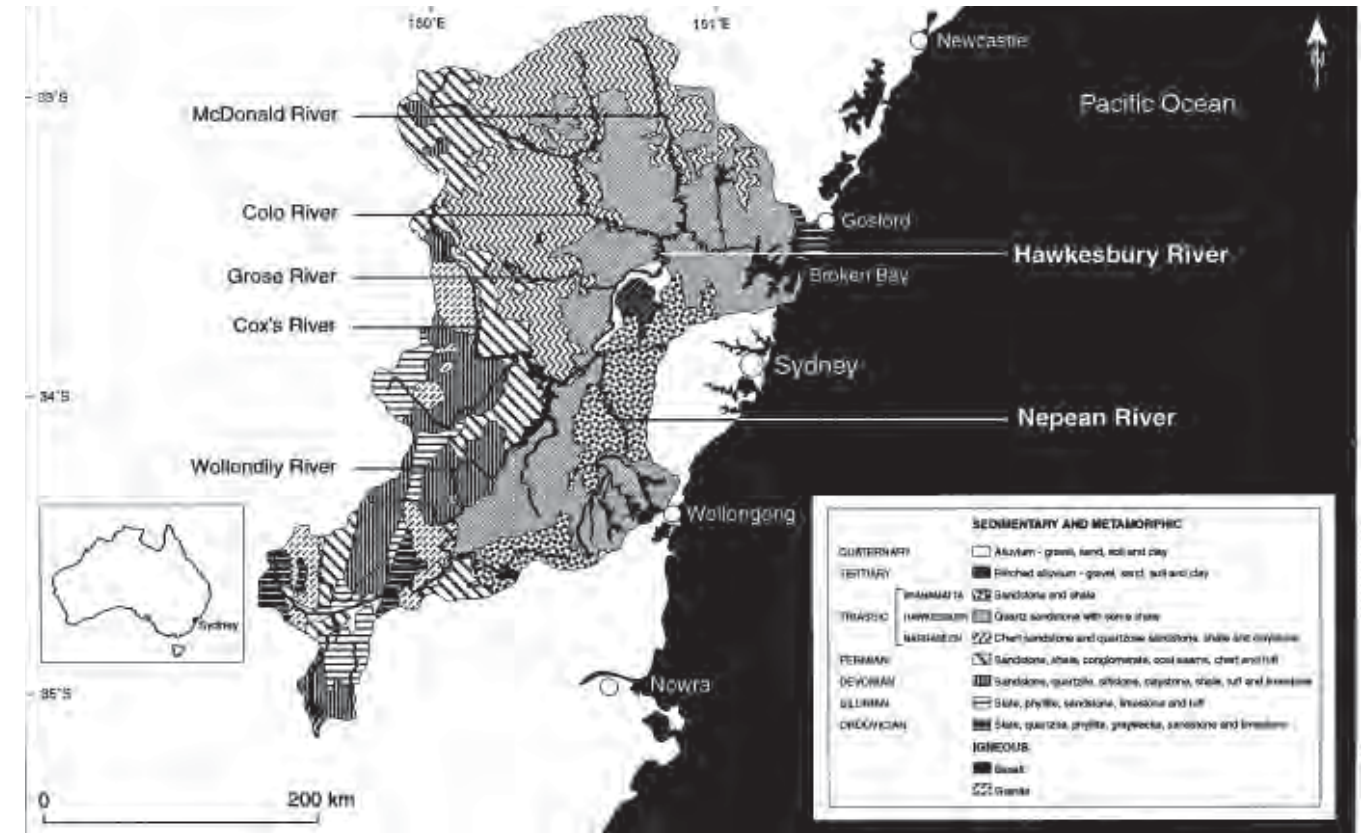 150°E
151°E
Newcastle
33°S
Pacific Ocean
N
McDonald River
Colo River
Gosford
Hawkesbury River
Grose River
Broken Bay
Cox's River
Sydney
34°S
Nepean River
Wollondily River
Wollongong
SEDIMENTARY AND METAMORPHIC
QUATERNARY Alluvium - gravel, sand, soil and clay
TERTIARY Perched alluvium - gravel, sand, soil and clay
WIANAMATTA Sandstone and shale
TRIASSIC HAWKESBURY Quartz sandstone with some shale
NARRABEEN Chert sandstone and quartzose sandstone, shale and claystone
PERMIAN Sandstone, shale, conglomerate, coal seams, chert and tuff
DEVONIAN Sandstone, quartzite, siltstone, claystone, shale, tuff and limestone
SILURIAN Slate, phyllite, sandstone, limestone and tuff
ORDOVICIAN Slate, quartzite, phyllite, greywacke, sandstone and limestone
IGNEOUS
Basalt
Granite
Sydney
35°S
Nowra
0 200 km